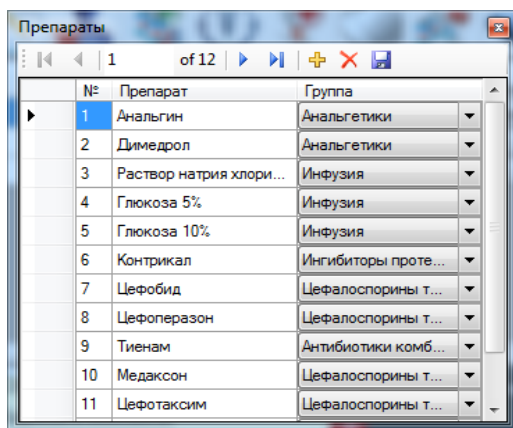 Препараты
1 of 12
№ Препарат Группа
1 Анальгин Анальгетики
2 Димедрол Анальгетики
3 Раствор натрия хлори... Инфузия
4 Глюкоза 5% Инфузия
5 Глюкоза 10% Инфузия
6 Контрикал Ингибиторы проте...
7 Цефобид Цефалоспорины т...
8 Цефоперазон Цефалоспорины т...
9 Тиенам Антибиотики комб...
10 Медаксон Цефалоспорины т...
11 Цефотаксим Цефалоспорины т...